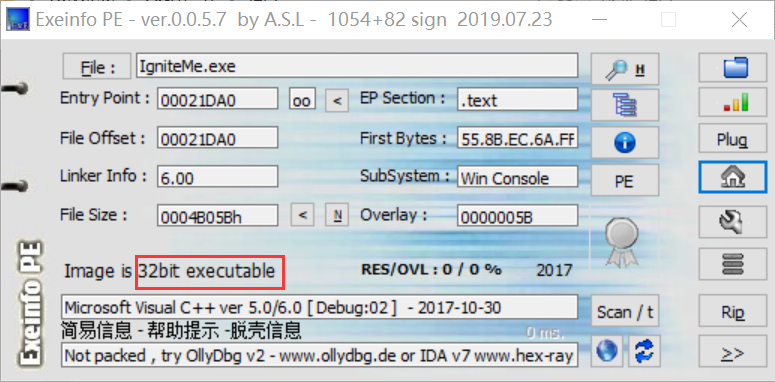 Exeinfo PE - ver.0.0.5.7 by A.S.L - 1054+82 sign 2019.07.23
File : IgniteMe.exe H
Entry Point : 00021DA0 oo < EP Section : .text
File Offset : 00021DA0 First Bytes : 55.8B.EC.6A.FF Plug
Linker Info : 6.00 SubSystem : Win Console PE
File Size : 0004B05Bh < N Overlay : 0000005B
Image is 32bit executable RES/OVL : 0 / 0 % 2017
Microsoft Visual C++ ver 5.0/6.0 [ Debug:02 ] - 2017-10-30 Scan / t Rip
简易信息 - 帮助提示 -脱壳信息 0 ms.
Not packed , try OllyDbg v2 - www.ollydbg.de or IDA v7 www.hex-ray >>
Exeinfo PE